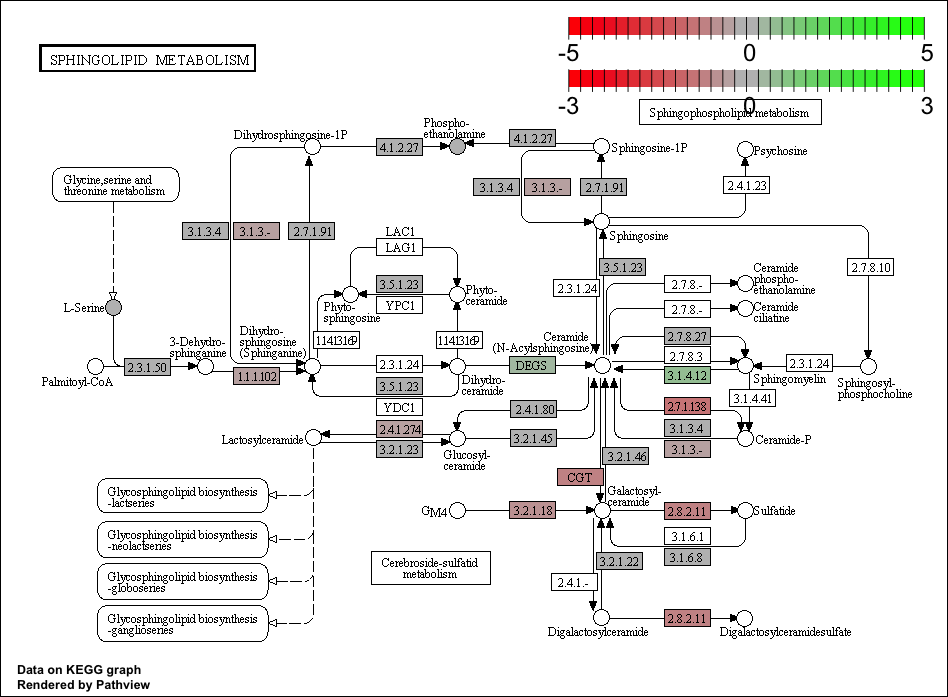 SPHINGOLIPID METABOLISM
-5 0 5
-3 0 3
Sphingophospholipid metabolism
Dihydrosphingosine-1P
4.1.2.27
Phospho-
ethanolamine
4.1.2.27
Sphingosine-1P
Psychosine
Glycine,serine and
threonine metabolism
3.1.3.4
3.1.3.-
2.7.1.91
2.4.1.23
3.1.3.4
3.1.3.-
2.7.1.91
LAC1
LAG1
Sphingosine
3.5.1.23
2.7.8.10
L-Serine
3.5.1.23
YPC1
Phyto-
sphingosine
Phyto-
ceramide
2.3.1.24
2.7.8.-
Ceramide
phospho-
ethanolamine
2.7.8.-
Ceramide
ciliatine
3-Dehydro-
sphinganine
Dihydro-
sphingosine
(Sphinganine)
11413169
11413169
Ceramide
(N-Acylsphingosine)
2.7.8.27
2.7.8.3
3.1.4.12
Palmitoyl-CoA
2.3.1.50
1.1.1.102
2.3.1.24
3.5.1.23
YDC1
Dihydro-
ceramide
DEGS
Sphingomyelin
2.3.1.24
Sphingosyl-
phosphocholine
3.1.4.41
2.4.1.80
2.7.1.138
3.1.3.4
3.1.3.-
Lactosylceramide
2.4.1.274
3.2.1.23
Glucosyl-
ceramide
3.2.1.45
Ceramide-P
3.2.1.46
CGT
Glycosphingolipid biosynthesis
-lactseries
Galactosyl-
ceramide
GM4
3.2.1.18
2.8.2.11
Sulfatide
Glycosphingolipid biosynthesis
-neolactseries
3.1.6.1
3.1.6.8
Cerebroside-sulfatid
metabolism
3.2.1.22
Glycosphingolipid biosynthesis
-globoseries
2.4.1.-
Glycosphingolipid biosynthesis
-ganglioseries
2.8.2.11
Digalactosylceramide
Digalactosylceramidesulfate
Data on KEGG graph
Rendered by Pathview